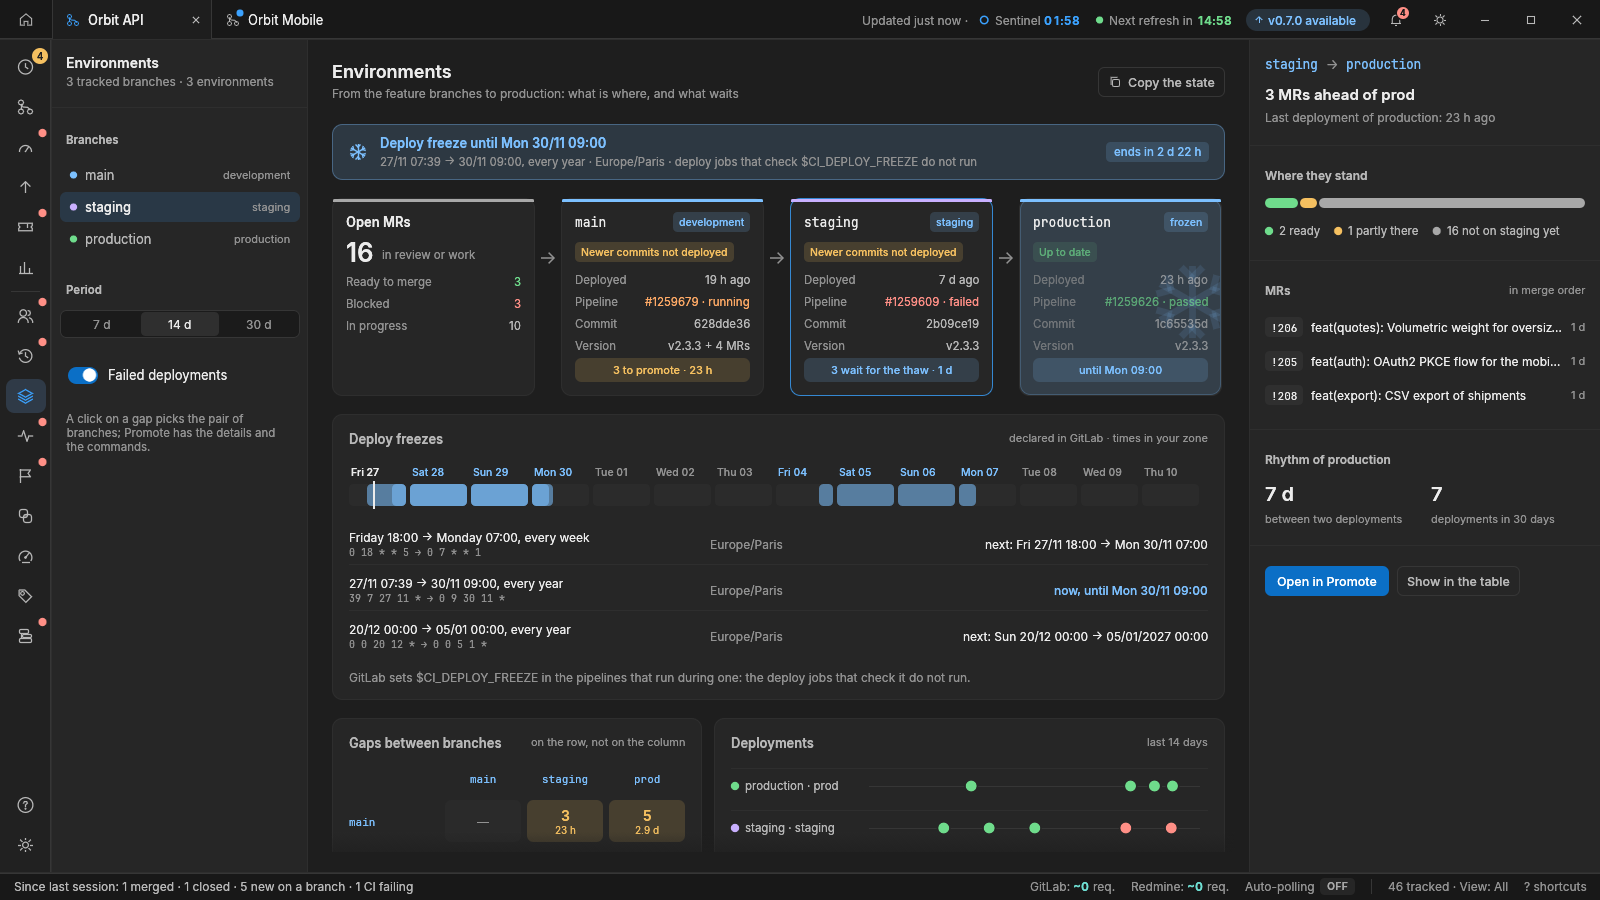 Orbit API
Orbit Mobile
Updated just now · Sentinel 01:58 Next refresh in 14:58 v0.7.0 available
4
4
Environments
3 tracked branches · 3 environments
Branches
main development
staging staging
production production
Period
7 d 14 d 30 d
Failed deployments
A click on a gap picks the pair of
branches; Promote has the details and
the commands.
Environments
From the feature branches to production: what is where, and what waits
Copy the state
Deploy freeze until Mon 30/11 09:00
27/11 07:39 → 30/11 09:00, every year · Europe/Paris · deploy jobs that check $CI_DEPLOY_FREEZE do not run
ends in 2 d 22 h
Open MRs
16 in review or work
Ready to merge 3
Blocked 3
In progress 10
main development
Newer commits not deployed
Deployed 19 h ago
Pipeline #1259679 · running
Commit 628dde36
Version v2.3.3 + 4 MRs
3 to promote · 23 h
staging staging
Newer commits not deployed
Deployed 7 d ago
Pipeline #1259609 · failed
Commit 2b09ce19
Version v2.3.3
3 wait for the thaw · 1 d
production frozen
Up to date
Deployed 23 h ago
Pipeline #1259626 · passed
Commit 1c65535d
Version v2.3.3
until Mon 09:00
Deploy freezes
declared in GitLab · times in your zone
Fri 27 Sat 28 Sun 29 Mon 30 Tue 01 Wed 02 Thu 03 Fri 04 Sat 05 Sun 06 Mon 07 Tue 08 Wed 09 Thu 10
Friday 18:00 → Monday 07:00, every week
0 18 * * 5 → 0 7 * * 1
Europe/Paris
next: Fri 27/11 18:00 → Mon 30/11 07:00
27/11 07:39 → 30/11 09:00, every year
39 7 27 11 * → 0 9 30 11 *
Europe/Paris
now, until Mon 30/11 09:00
20/12 00:00 → 05/01 00:00, every year
0 0 20 12 * → 0 0 5 1 *
Europe/Paris
next: Sun 20/12 00:00 → 05/01/2027 00:00
GitLab sets $CI_DEPLOY_FREEZE in the pipelines that run during one: the deploy jobs that check it do not run.
Gaps between branches
on the row, not on the column
main staging prod
main — 3 5
23 h 2.9 d
Deployments
last 14 days
production · prod
staging · staging
staging → production
3 MRs ahead of prod
Last deployment of production: 23 h ago
Where they stand
2 ready 1 partly there 16 not on staging yet
MRs in merge order
!206 feat(quotes): Volumetric weight for oversiz... 1 d
!205 feat(auth): OAuth2 PKCE flow for the mobi... 1 d
!208 feat(export): CSV export of shipments 1 d
Rhythm of production
7 d 7
between two deployments deployments in 30 days
Open in Promote Show in the table
Since last session: 1 merged · 1 closed · 5 new on a branch · 1 CI failing
GitLab: ~0 req. Redmine: ~0 req. Auto-polling OFF 46 tracked · View: All ? shortcuts